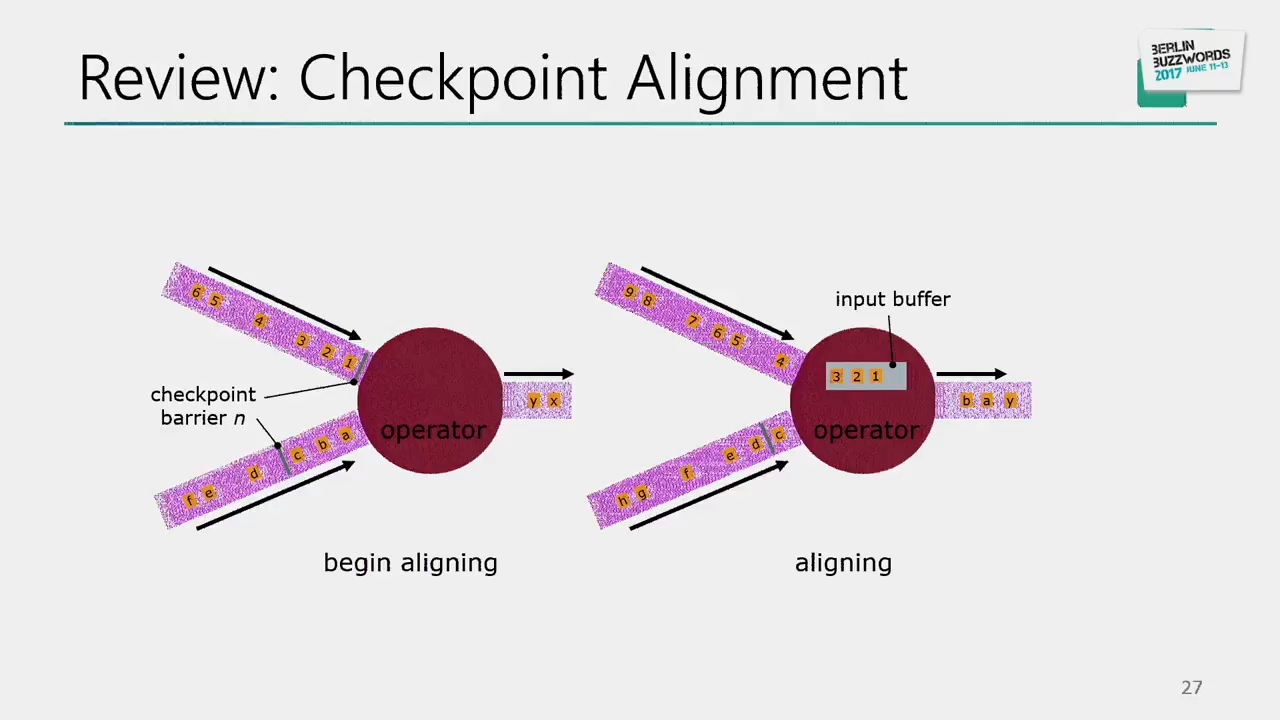 Review: Checkpoint Alignment
BERLIN
BUZZWORDS
2017 JUNE 11-13
6 5 4 3 2 1
checkpoint
barrier n
f e d c b a
operator
y x
begin aligning
9 8 7 6 5 4
input buffer
3 2 1
h g f e d c
operator
b a y
aligning
27